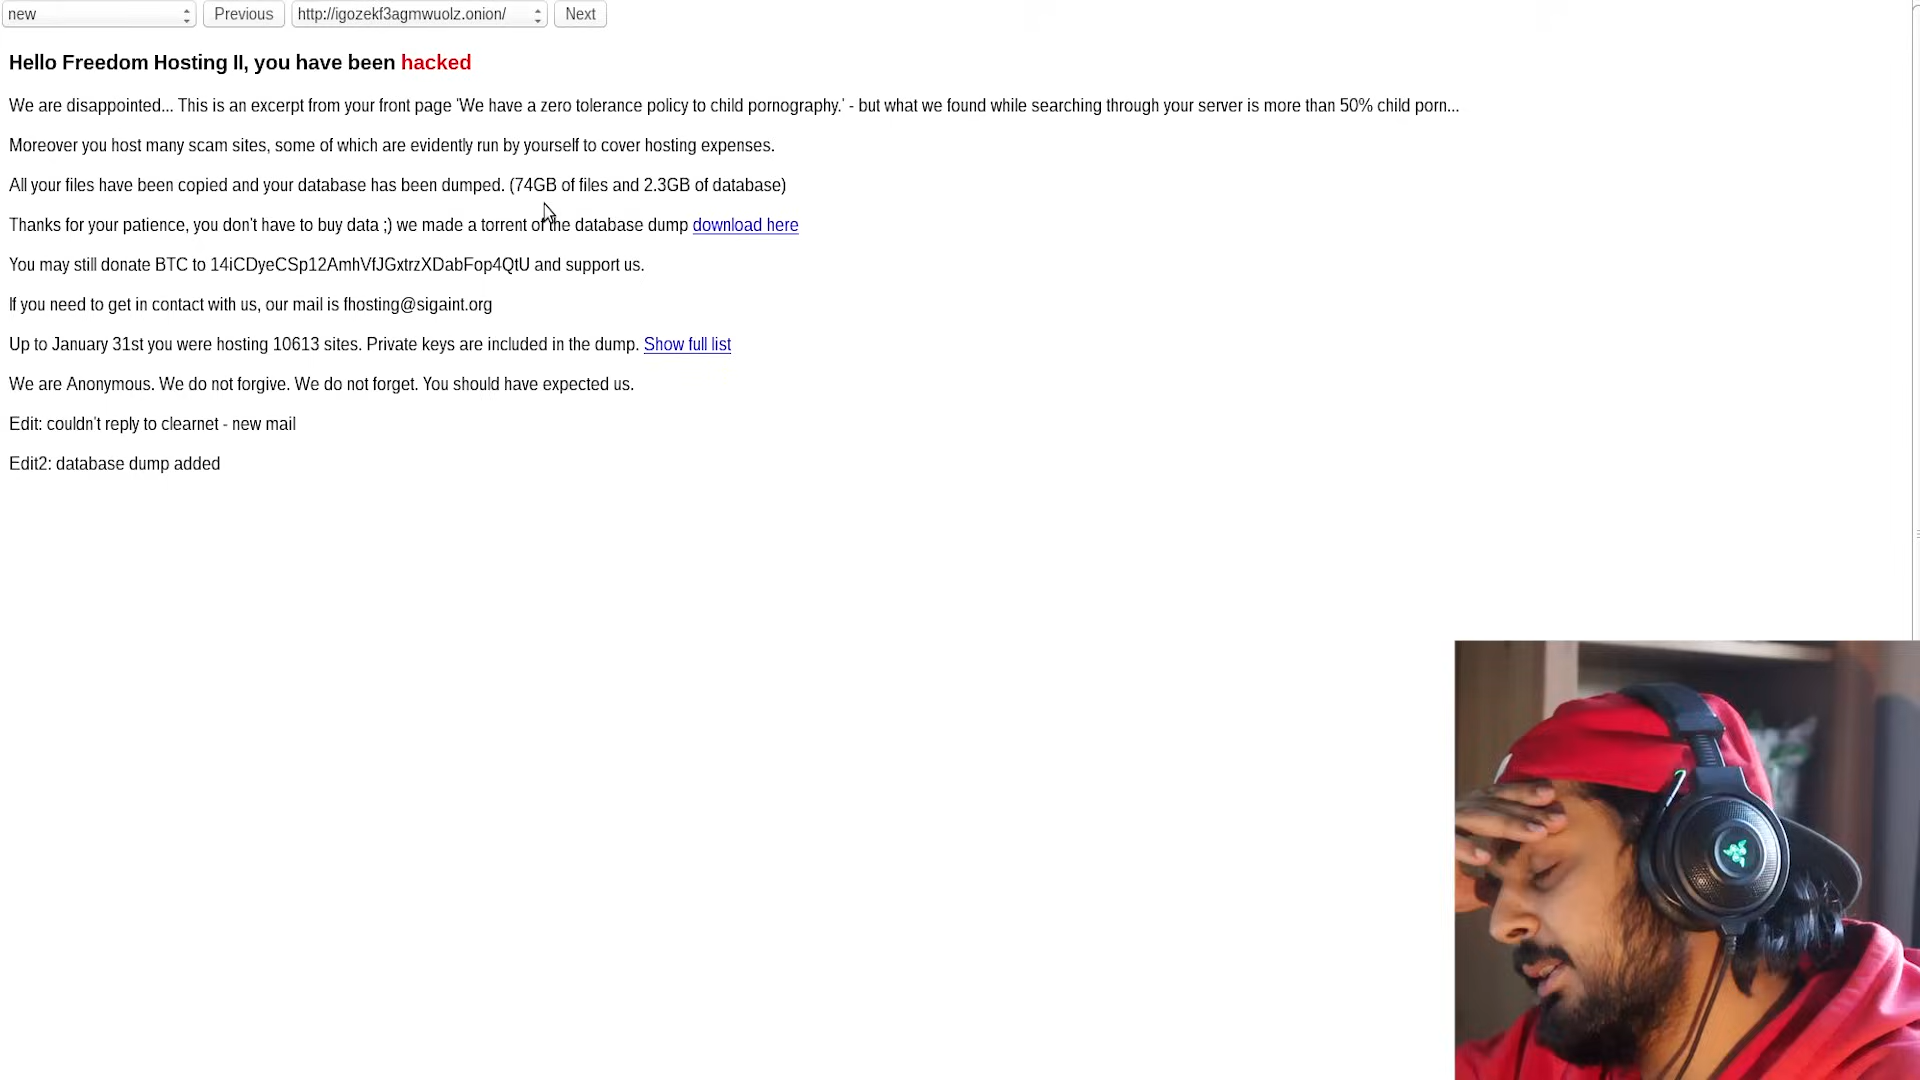 new Previous http://igozekf3agmwuolz.onion/ Next
Hello Freedom Hosting II, you have been hacked
We are disappointed... This is an excerpt from your front page 'We have a zero tolerance policy to child pornography.' - but what we found while searching through your server is more than 50% child porn...
Moreover you host many scam sites, some of which are evidently run by yourself to cover hosting expenses.
All your files have been copied and your database has been dumped. (74GB of files and 2.3GB of database)
Thanks for your patience, you don't have to buy data ;) we made a torrent of the database dump download here
You may still donate BTC to 14iCDyeCSp12AmhVfJGxtrzXDabFop4QtU and support us.
If you need to get in contact with us, our mail is fhosting@sigaint.org
Up to January 31st you were hosting 10613 sites. Private keys are included in the dump. Show full list
We are Anonymous. We do not forgive. We do not forget. You should have expected us.
Edit: couldn't reply to clearnet - new mail
Edit2: database dump added